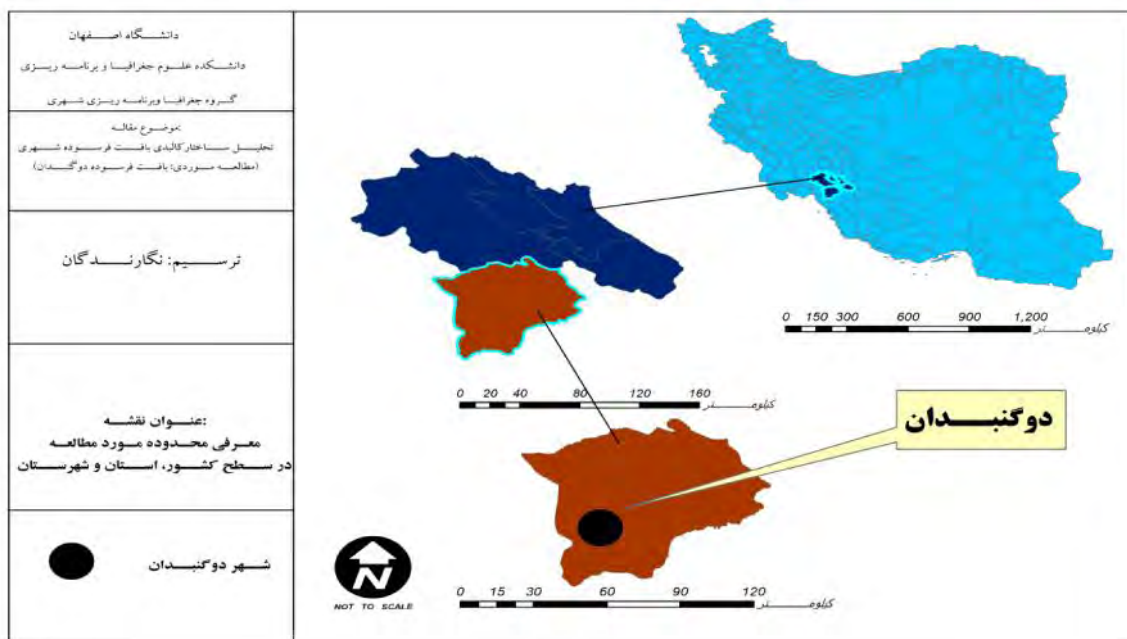 دانشگاه اصفهان
دانشکده علوم جغرافیا و برنامه ریزی
گروه جغرافیا وبرنامه ریزی شهری
موضوع مقاله:
تحلیل ساختارکالبدی بافت فرسوده شهری
(مطالعه موردی: بافت فرسوده دوگنبدان)
ترسیم: نگارندگان
عنوان نقشه:
معرفی محدوده مورد مطالعه
در سطح کشور، استان و شهرستان
شهر دوگنبدان
0 150 300 600 900 1,200
کیلومتر
0 20 40 80 120 160
کیلومتر
دوگنبدان
NOT TO SCALE
N
0 15 30 60 90 120
کیلومتر